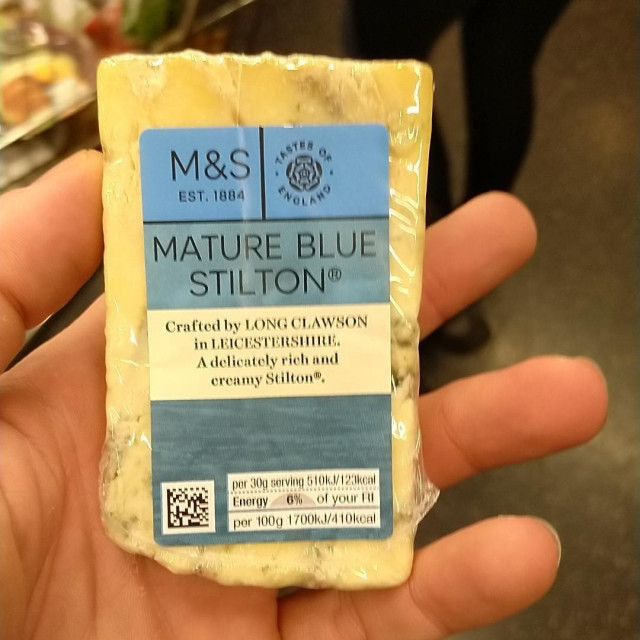 M&S
EST. 1884
TASTES OF
ENGLAND
MATURE BLUE
STILTON®
Crafted by LONG CLAWSON
in LEICESTERSHIRE.
A delicately rich and
creamy Stilton®.
per 30g serving 510kJ/123kcal
Energy 6% of your RI
per 100g 1700kJ/410kcal